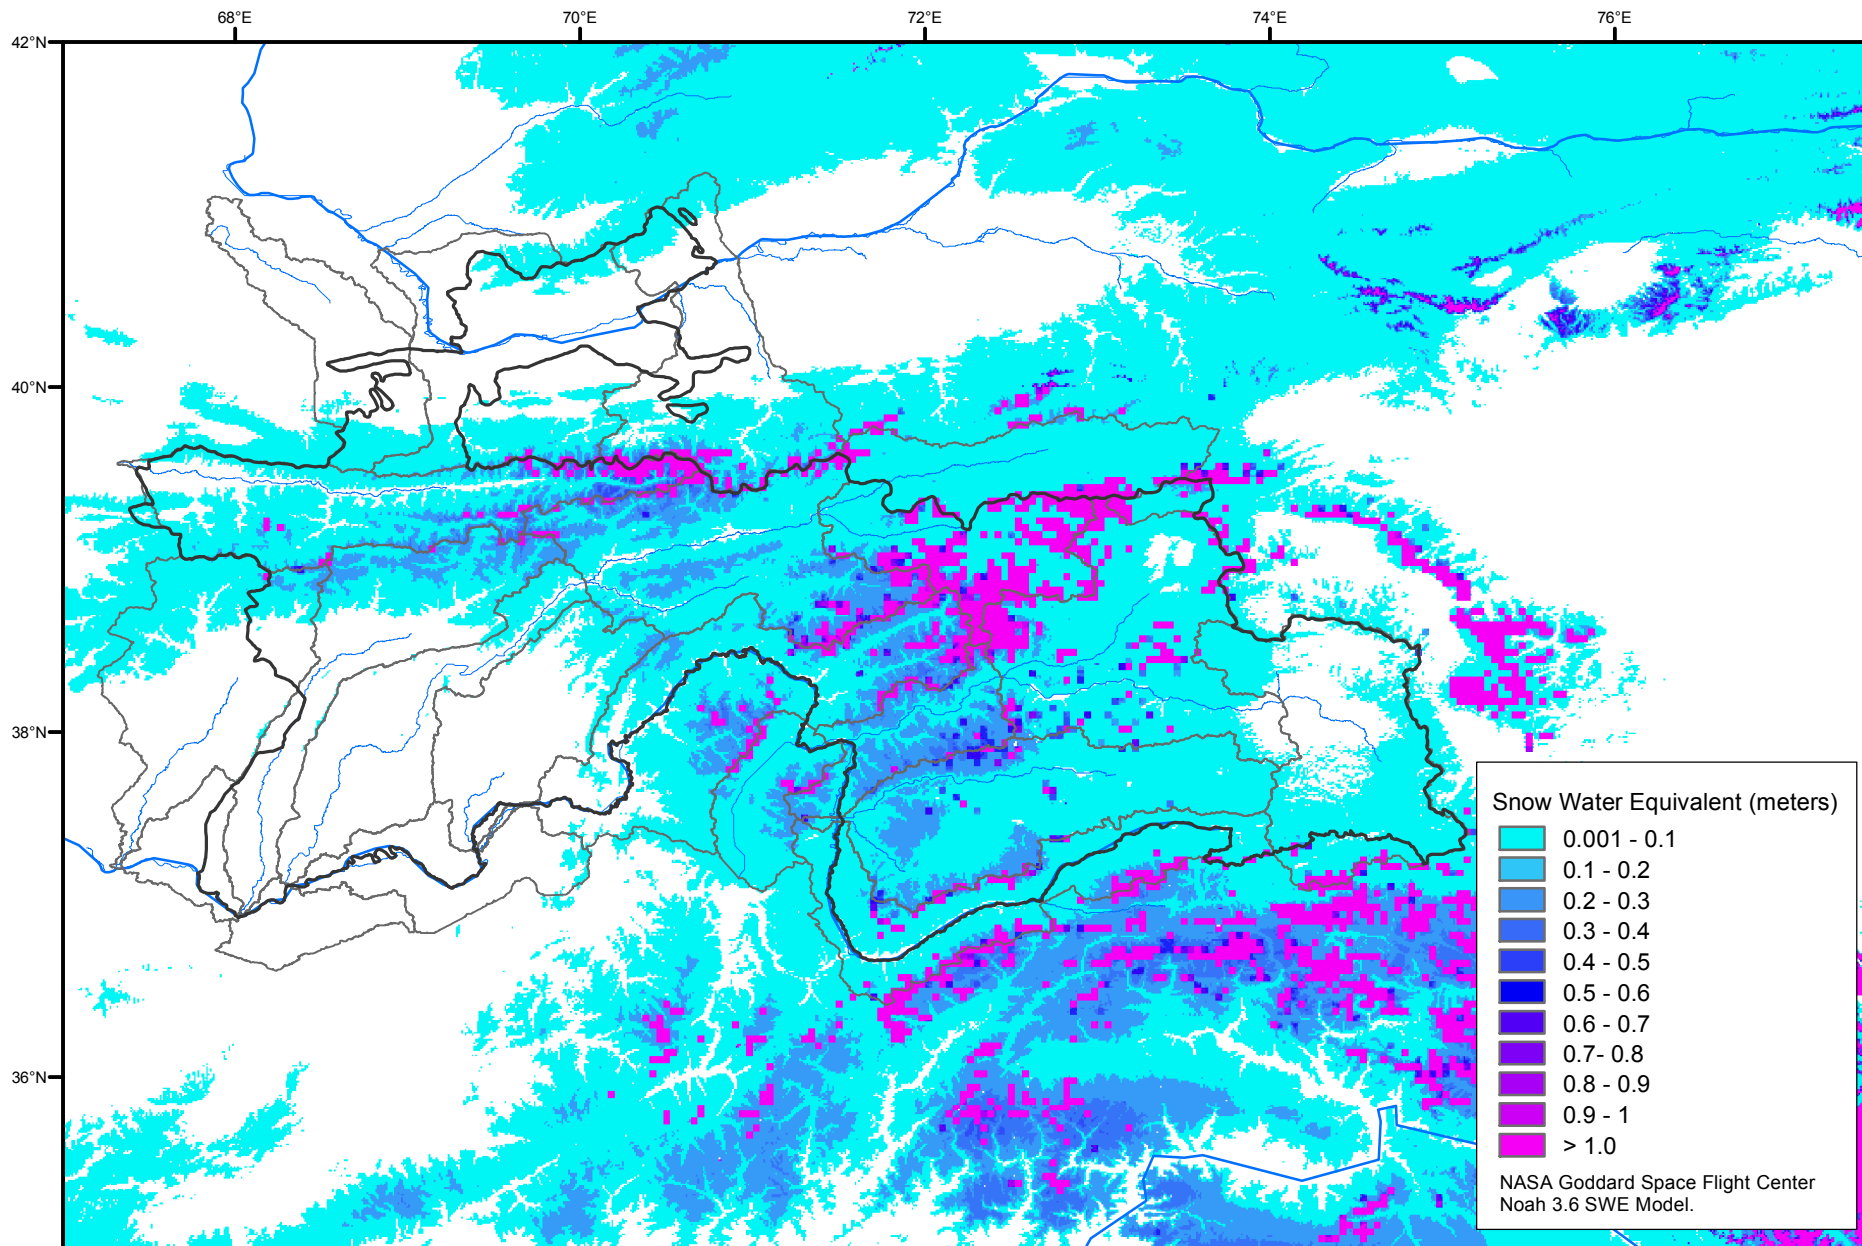 68°E
70°E
72°E
74°E
76°E
42°N
40°N
38°N
36°N
Snow Water Equivalent (meters)
0.001 - 0.1
0.1 - 0.2
0.2 - 0.3
0.3 - 0.4
0.4 - 0.5
0.5 - 0.6
0.6 - 0.7
0.7- 0.8
0.8 - 0.9
0.9 - 1
> 1.0
NASA Goddard Space Flight Center
Noah 3.6 SWE Model.